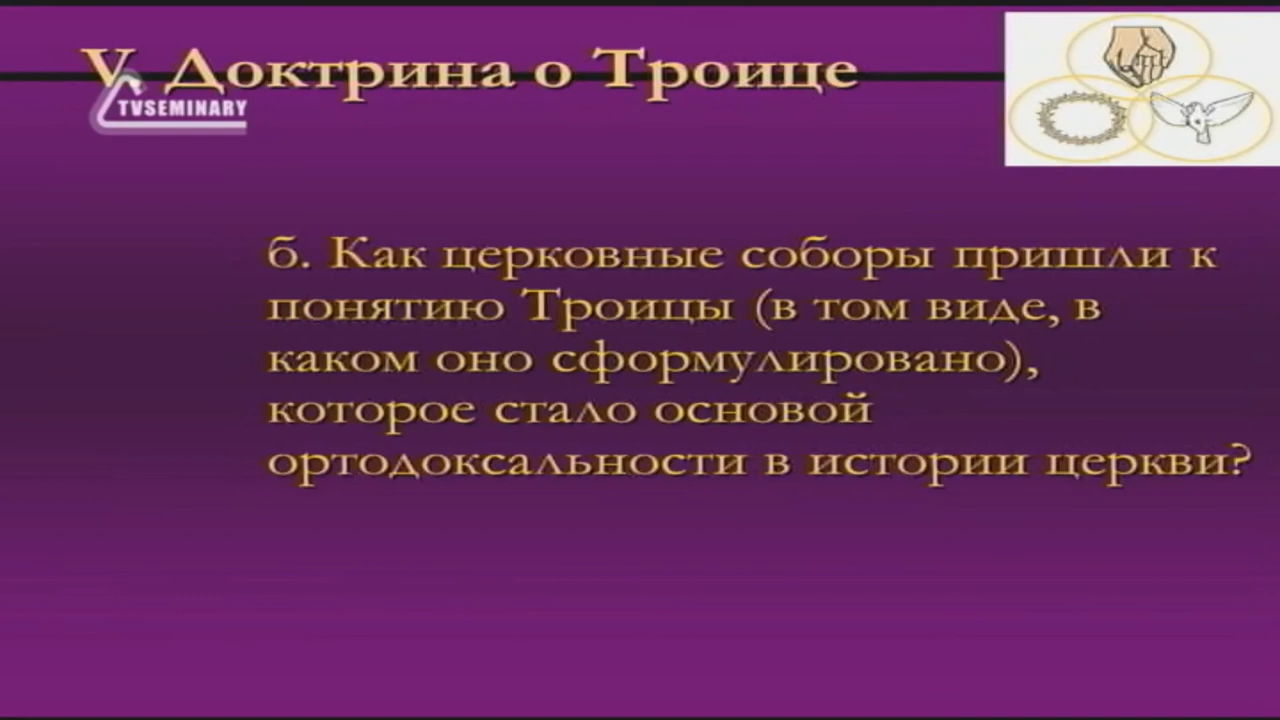 V. Доктрина о Троице
TVSEMINARY
б. Как церковные соборы пришли к
понятию Троицы (в том виде, в
каком оно сформулировано),
которое стало основой
ортодоксальности в истории церкви?